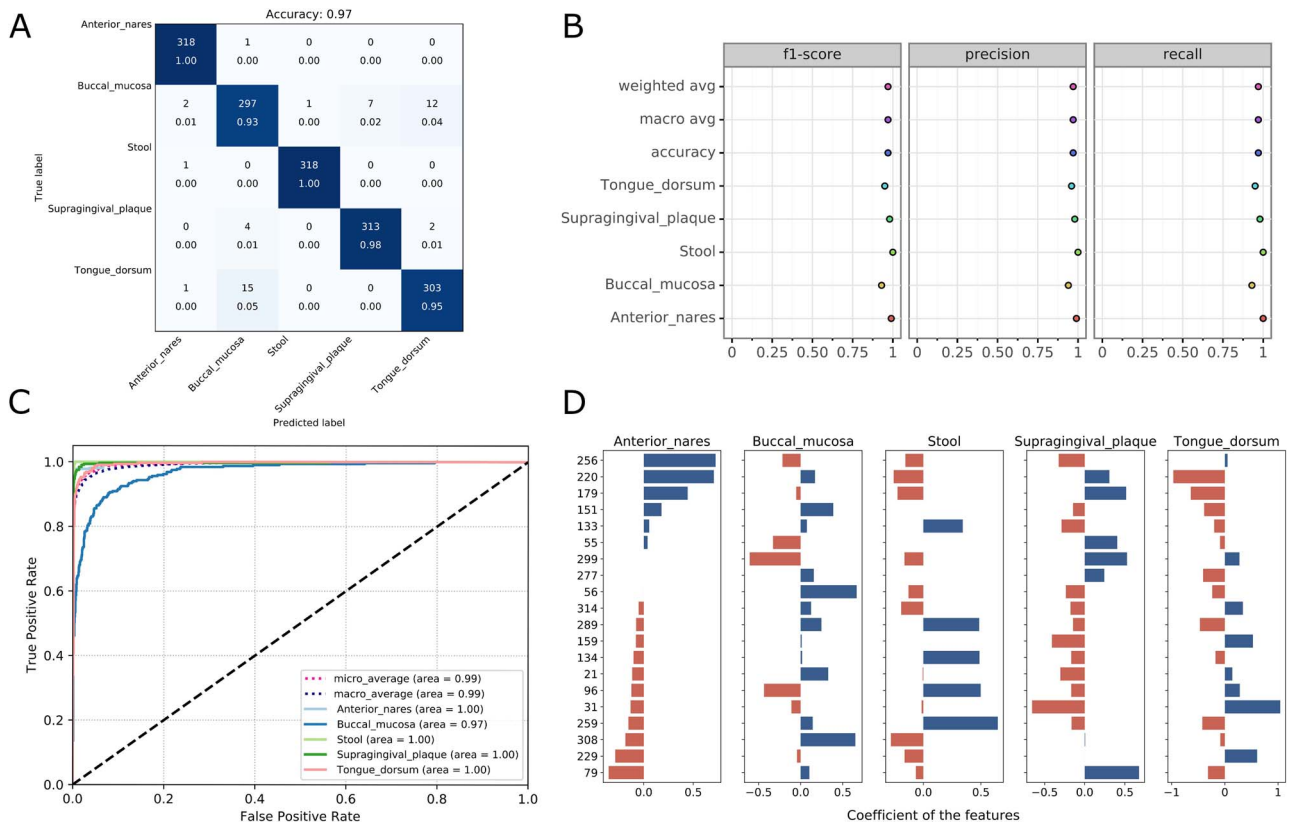 A
Accuracy: 0.97
Anterior_nares
318 1 0 0 0
1.00 0.00 0.00 0.00 0.00
Buccal_mucosa
2 297 1 7 12
0.01 0.93 0.00 0.02 0.04
Stool
1 0 318 0 0
0.00 0.00 1.00 0.00 0.00
Supragingival_plaque
0 4 0 313 2
0.00 0.01 0.00 0.98 0.01
Tongue_dorsum
1 15 0 0 303
0.00 0.05 0.00 0.00 0.95
True label
Anterior_nares
Buccal_mucosa
Stool
Supragingival_plaque
Tongue_dorsum
Predicted label
B
f1-score precision recall
weighted avg
macro avg
accuracy
Tongue_dorsum
Supragingival_plaque
Stool
Buccal_mucosa
Anterior_nares
0 0.25 0.50 0.75 1 0 0.25 0.50 0.75 1 0 0.25 0.50 0.75 1
C
True Positive Rate
1.0
0.8
0.6
0.4
0.2
0.0
micro_average (area = 0.99)
macro_average (area = 0.99)
Anterior_nares (area = 1.00)
Buccal_mucosa (area = 0.97)
Stool (area = 1.00)
Supragingival_plaque (area = 1.00)
Tongue_dorsum (area = 1.00)
0.0 0.2 0.4 0.6 0.8 1.0
False Positive Rate
D
Anterior_nares Buccal_mucosa Stool Supragingival_plaque Tongue_dorsum
256
220
179
151
133
55
299
277
56
314
289
159
134
21
96
31
259
308
229
79
0.0 0.5 −0.5 0.0 0.5 0.0 0.5 −0.5 0.0 0.5 −1 0 1
Coefficient of the features